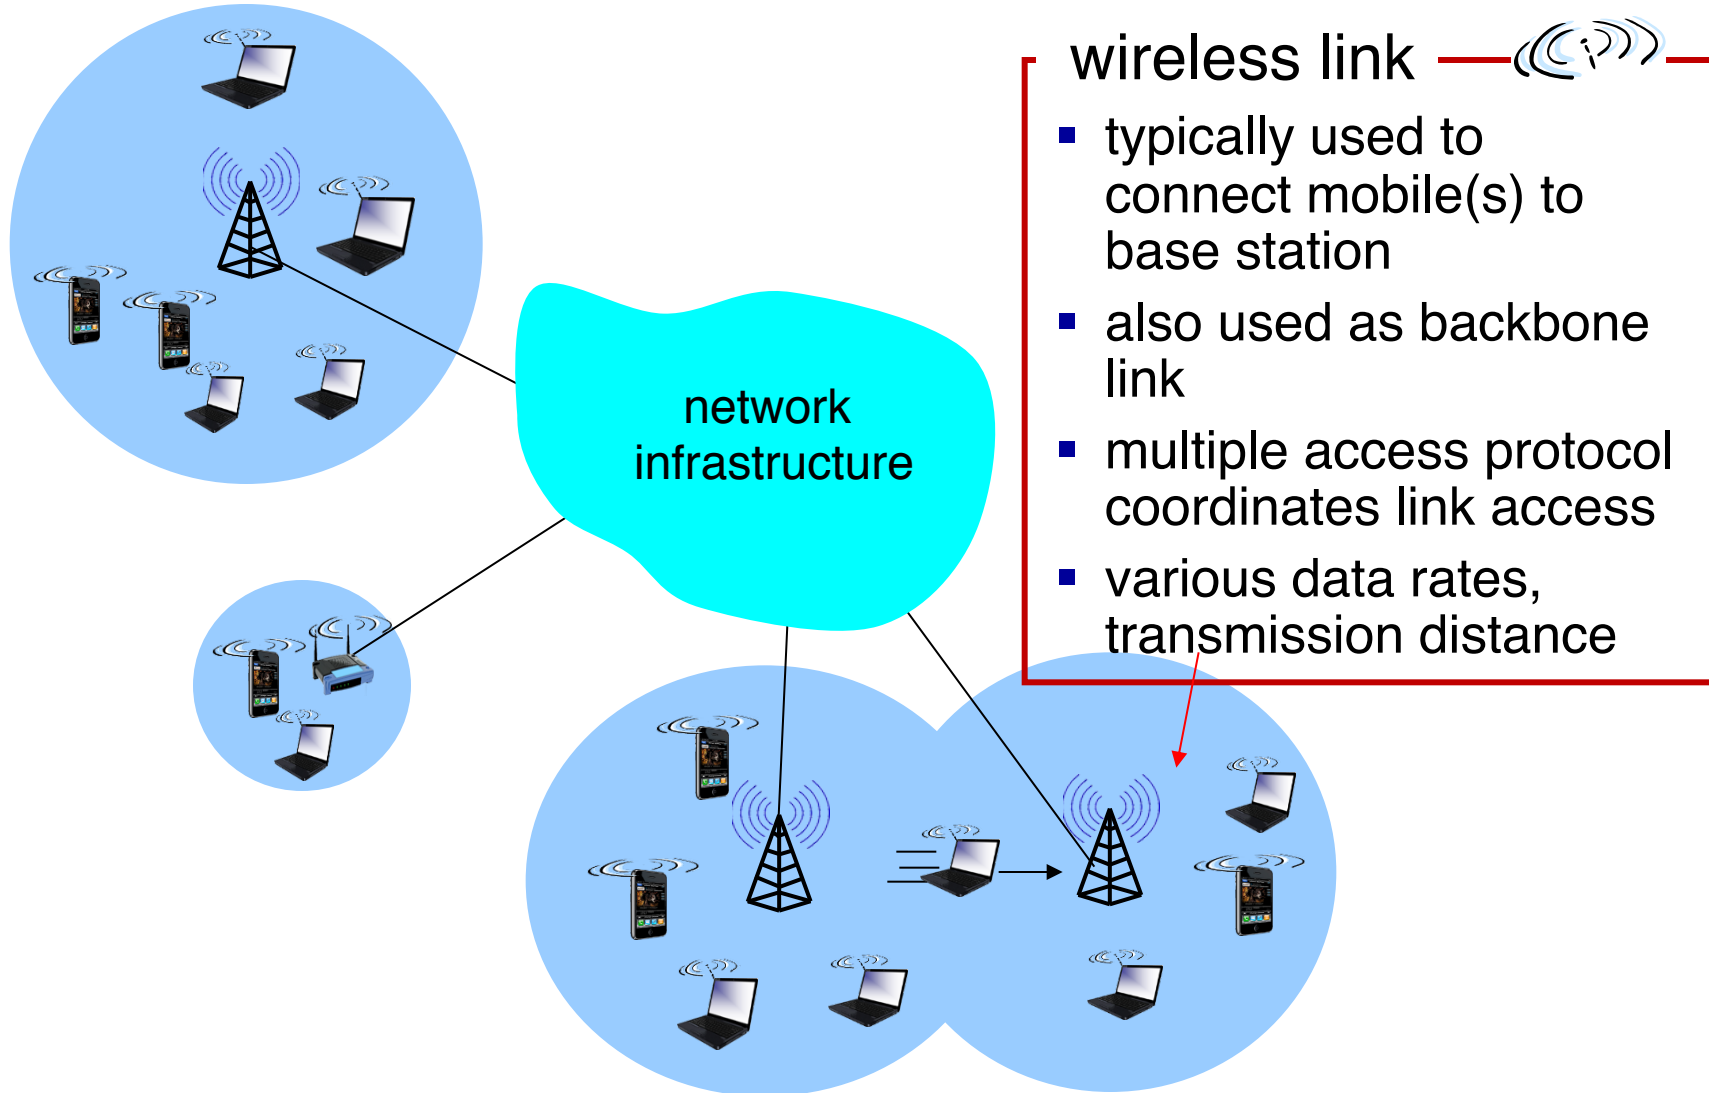 wireless link
typically used to
connect mobile(s) to
base station
also used as backbone
link
multiple access protocol
coordinates link access
various data rates,
transmission distance
network
infrastructure